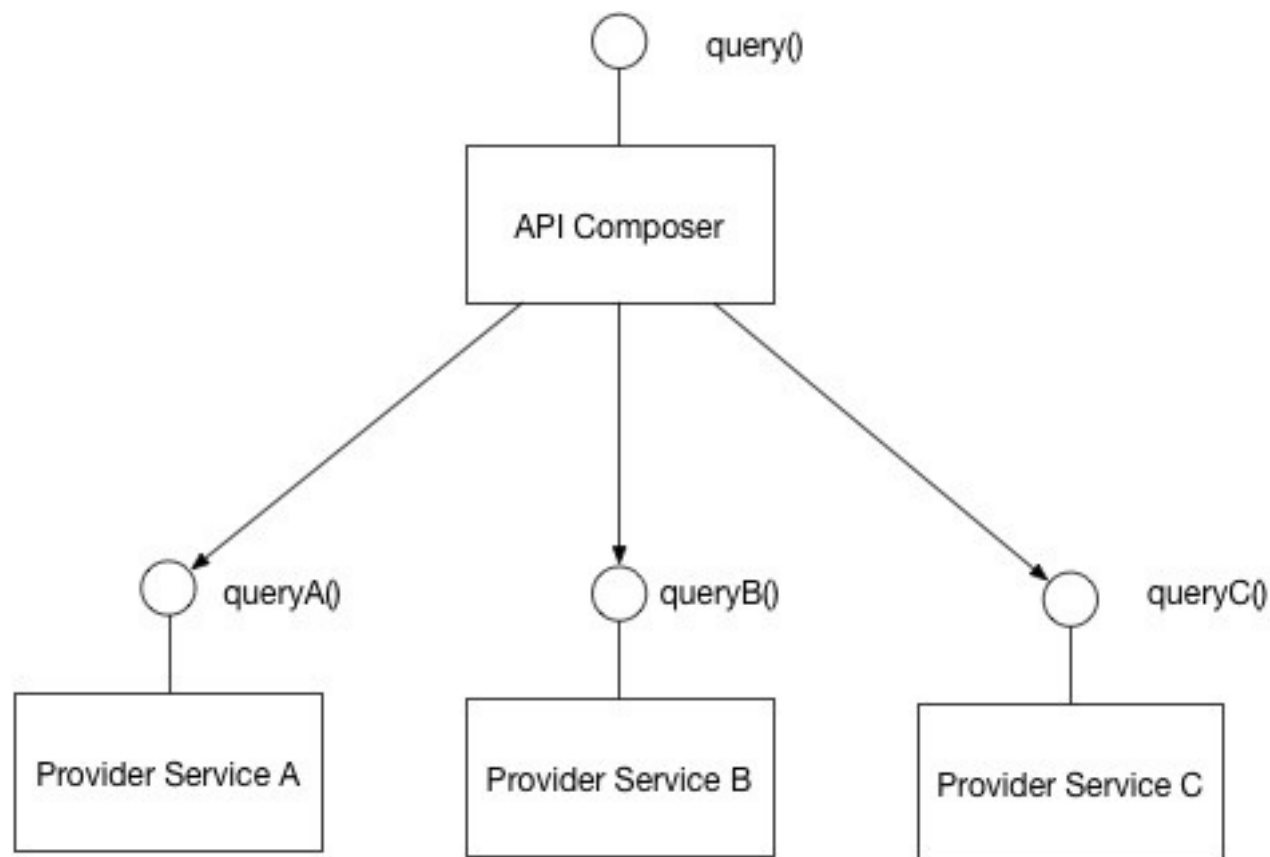 query()
API Composer
queryA()
queryB()
queryC()
Provider Service A
Provider Service B
Provider Service C